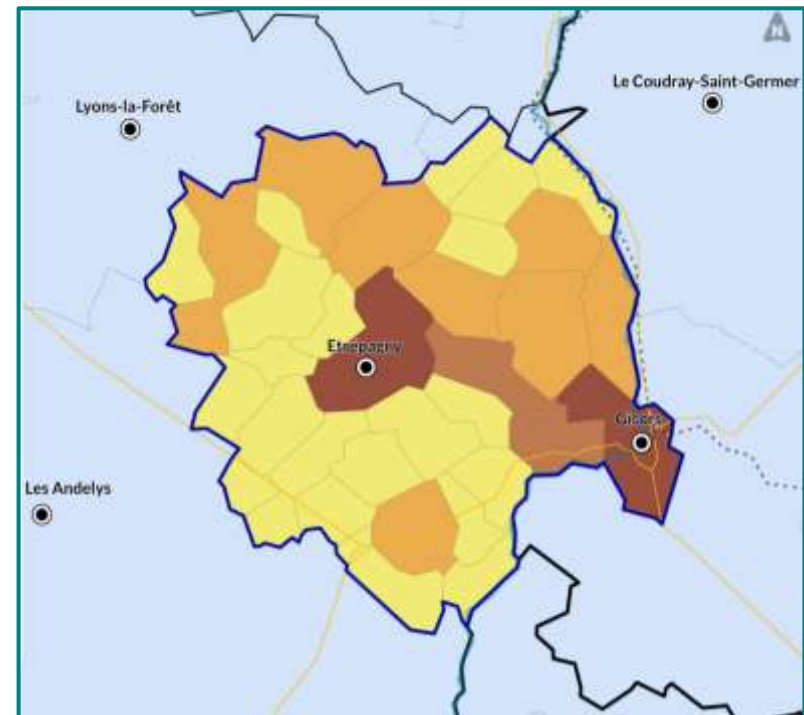 N
Le Coudray-Saint-Germer
Lyons-la-Forêt
Etrepagny
Gisors
Les Andelys